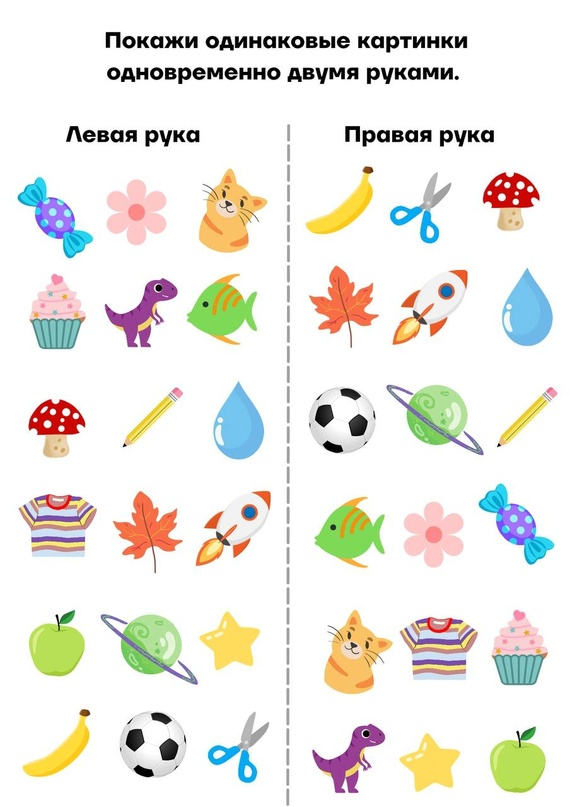 Покажи одинаковые картинки
одновременно двумя руками.
Левая рука
Правая рука